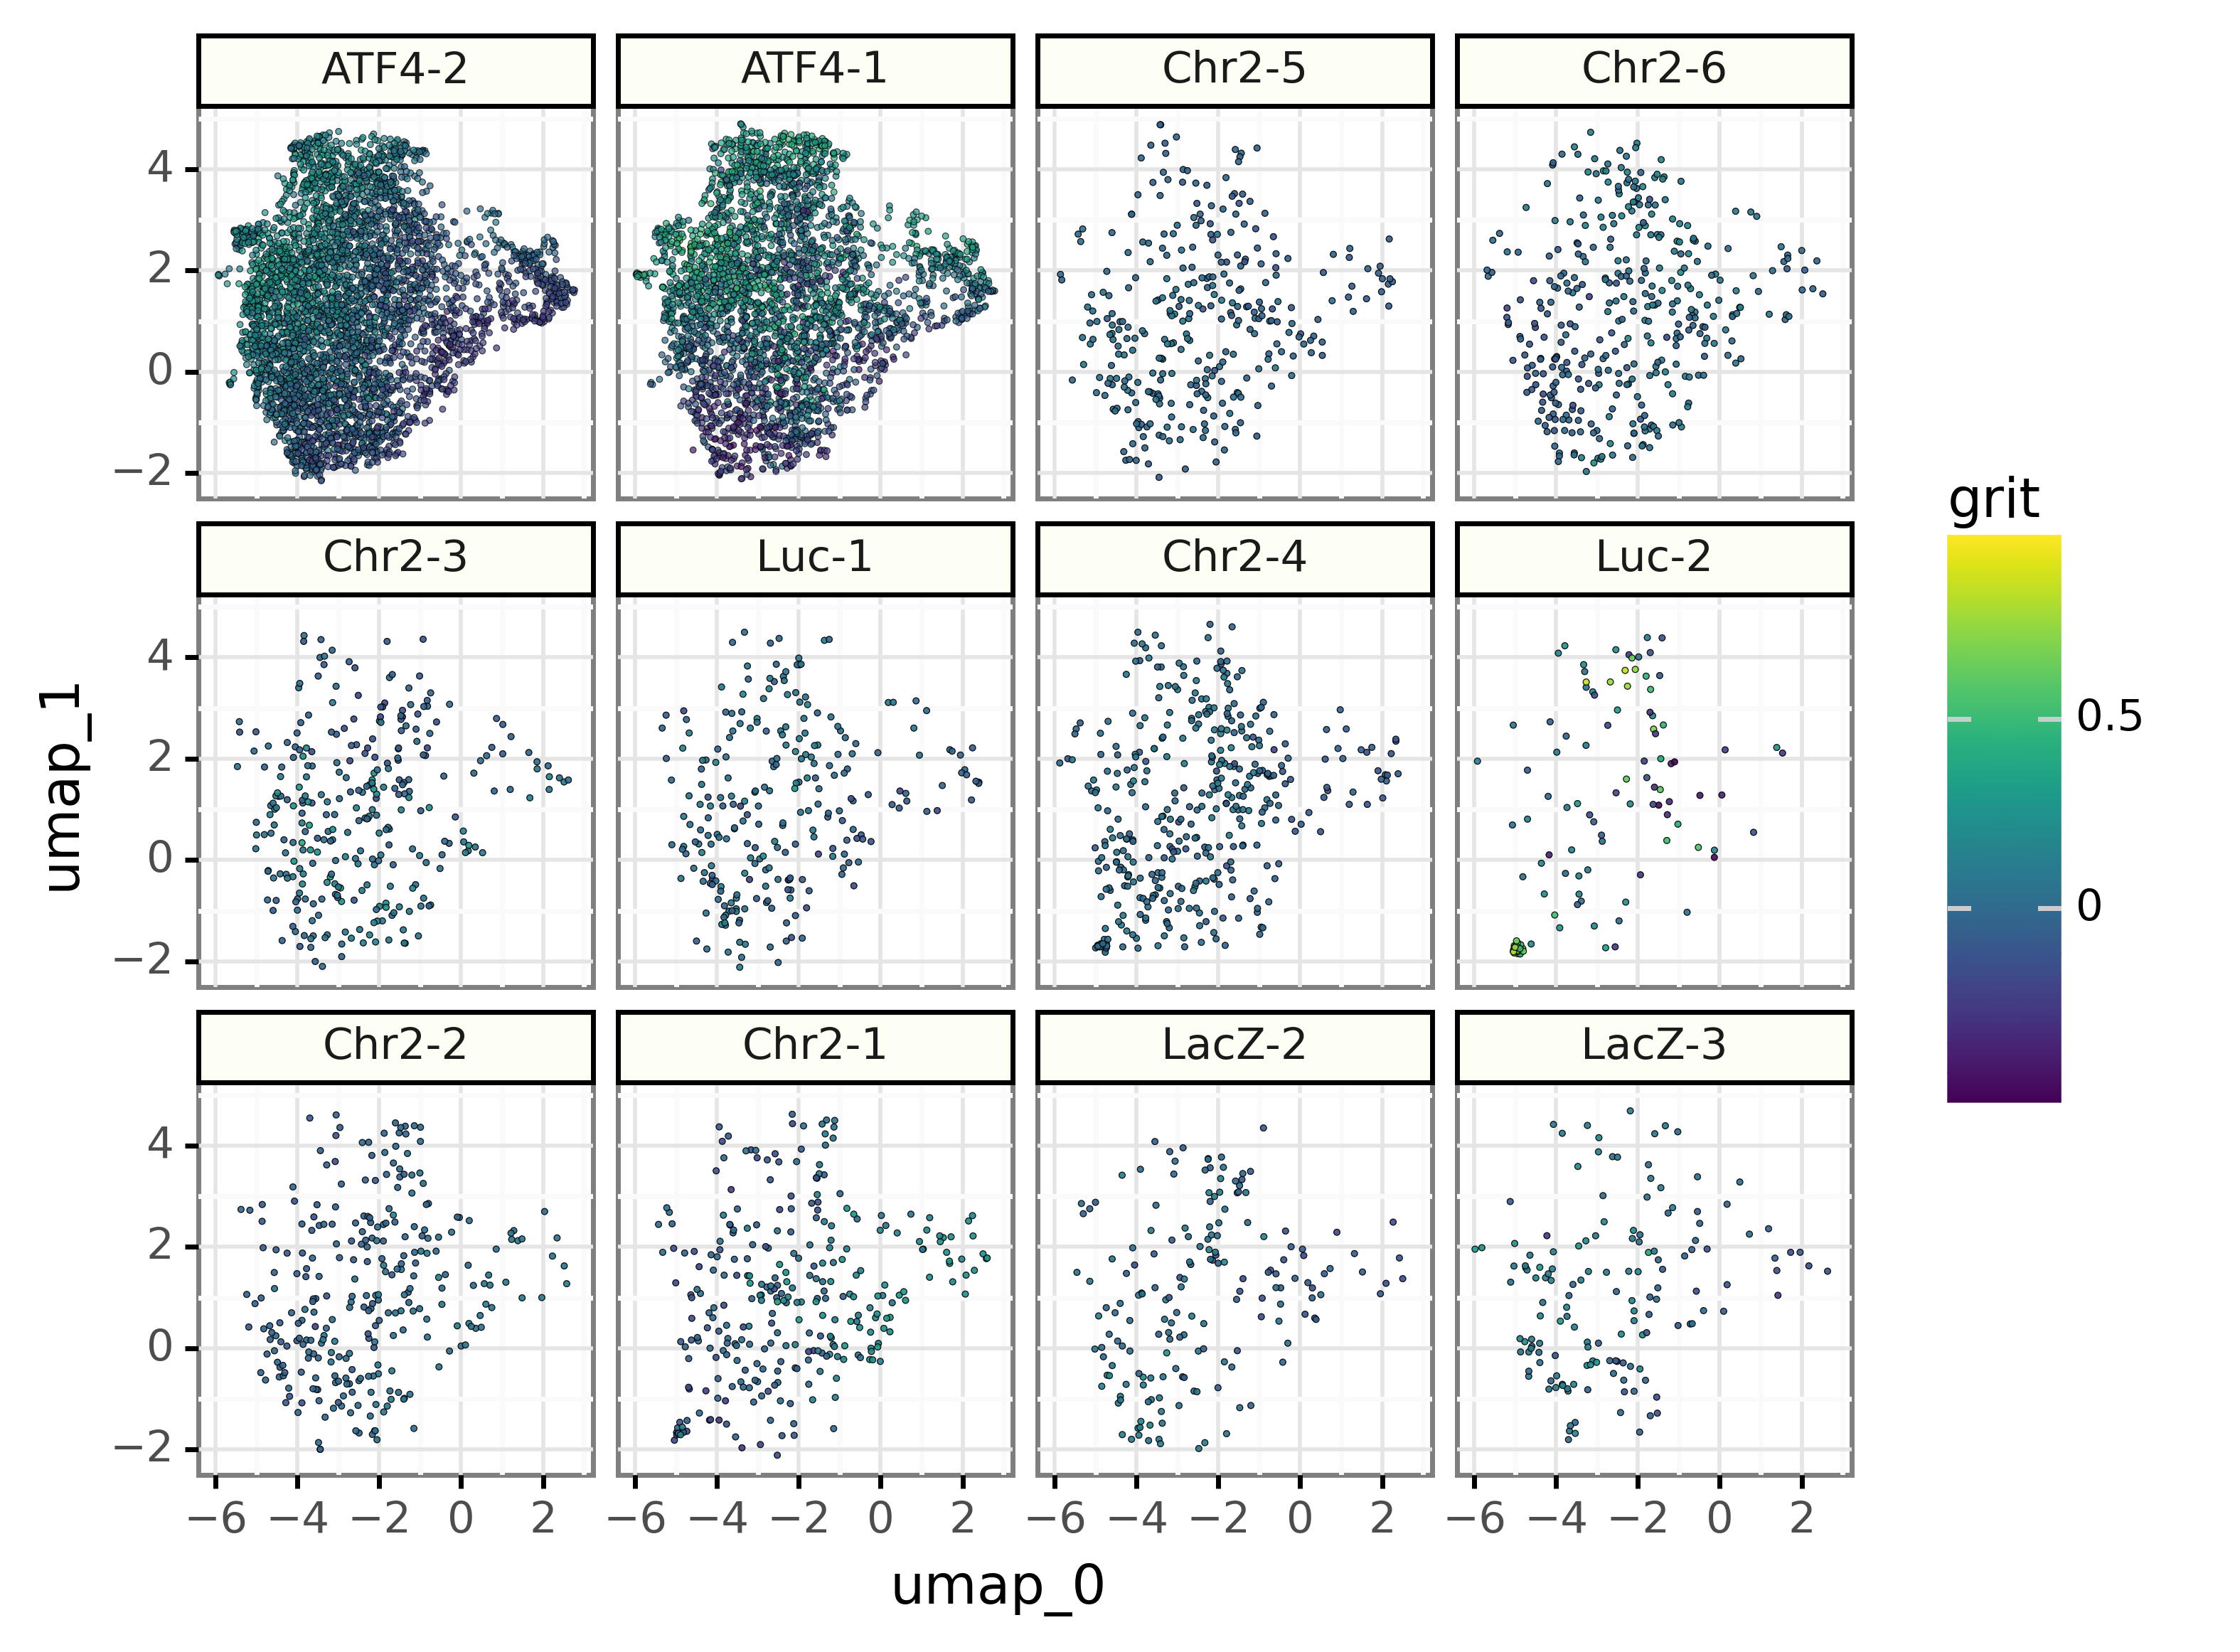 ATF4-2 ATF4-1 Chr2-5 Chr2-6
4
2
0
−2
grit
0.5
0
Chr2-3 Luc-1 Chr2-4 Luc-2
4
2
0
−2
umap_1
Chr2-2 Chr2-1 LacZ-2 LacZ-3
4
2
0
−2
−6 −4 −2 0 2 −6 −4 −2 0 2 −6 −4 −2 0 2 −6 −4 −2 0 2
umap_0